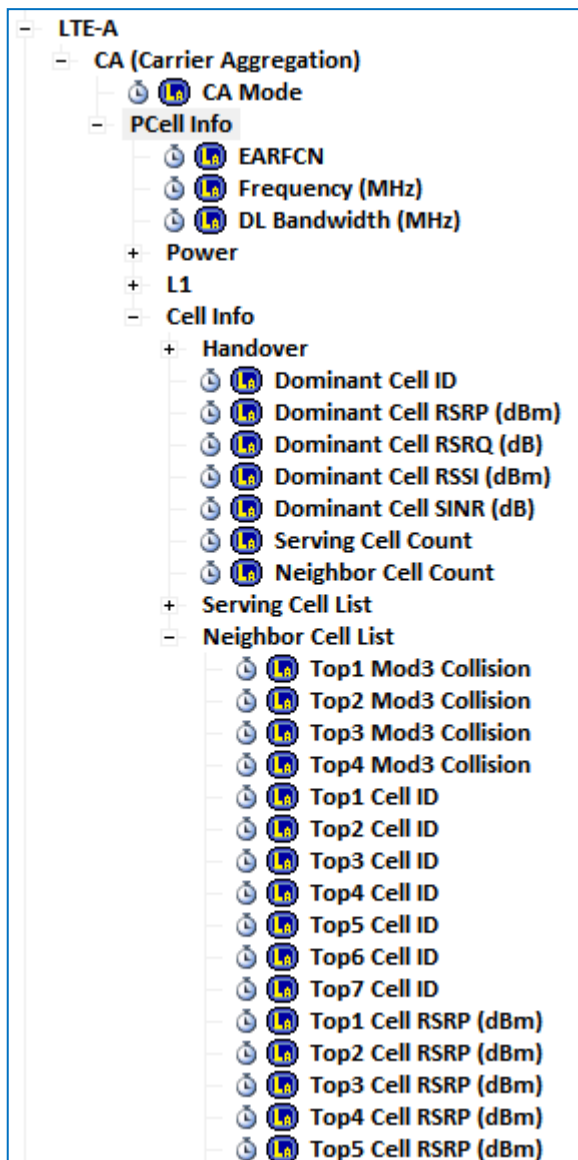 LTE-A
CA (Carrier Aggregation)
CA Mode
PCell Info
EARFCN
Frequency (MHz)
DL Bandwidth (MHz)
Power
L1
Cell Info
Handover
Dominant Cell ID
Dominant Cell RSRP (dBm)
Dominant Cell RSRQ (dB)
Dominant Cell RSSI (dBm)
Dominant Cell SINR (dB)
Serving Cell Count
Neighbor Cell Count
Serving Cell List
Neighbor Cell List
Top1 Mod3 Collision
Top2 Mod3 Collision
Top3 Mod3 Collision
Top4 Mod3 Collision
Top1 Cell ID
Top2 Cell ID
Top3 Cell ID
Top4 Cell ID
Top5 Cell ID
Top6 Cell ID
Top7 Cell ID
Top1 Cell RSRP (dBm)
Top2 Cell RSRP (dBm)
Top3 Cell RSRP (dBm)
Top4 Cell RSRP (dBm)
Top5 Cell RSRP (dBm)